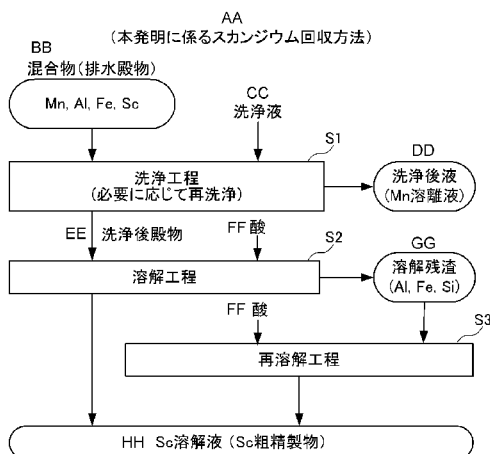 AA
(本発明に係るスカンジウム回収方法)
BB
混合物(排水殿物)
Mn, Al, Fe, Sc
CC
洗浄液
S1
洗浄工程
(必要に応じて再洗浄)
DD
洗浄後液
(Mn溶離液)
EE 洗浄後殿物
FF 酸
S2
溶解工程
GG
溶解残渣
(Al, Fe, Si)
FF 酸
S3
再溶解工程
HH Sc溶解液 (Sc粗精製物)